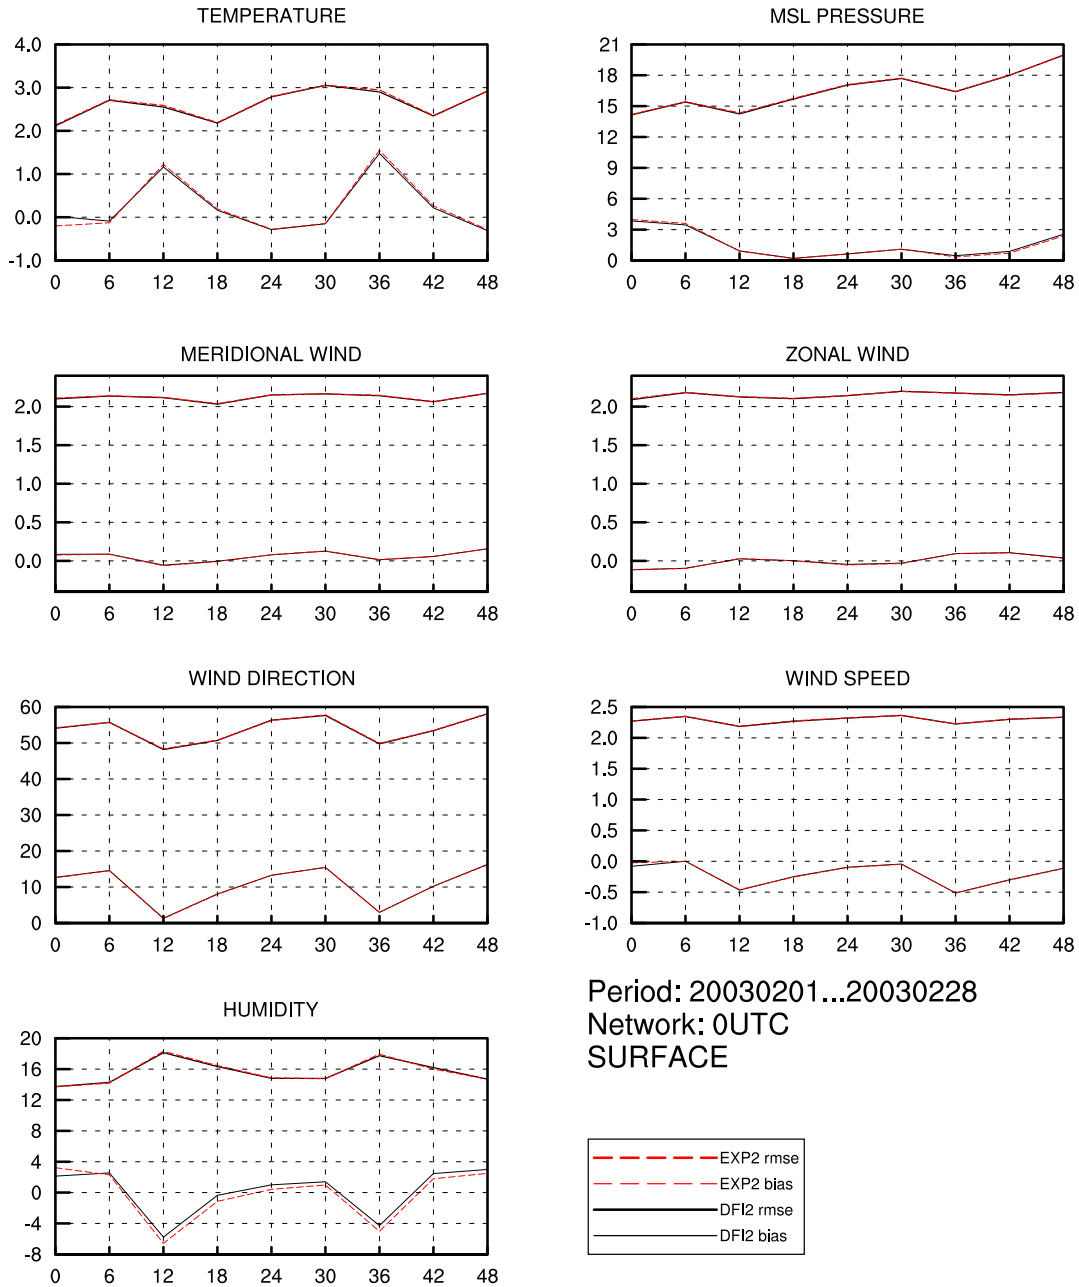 TEMPERATURE
4.0
3.0
2.0
1.0
0.0
-1.0
0 6 12 18 24 30 36 42 48
MSL PRESSURE
21
18
15
12
9
6
3
0
0 6 12 18 24 30 36 42 48
MERIDIONAL WIND
2.0
1.5
1.0
0.5
0.0
0 6 12 18 24 30 36 42 48
ZONAL WIND
2.0
1.5
1.0
0.5
0.0
0 6 12 18 24 30 36 42 48
WIND DIRECTION
60
50
40
30
20
10
0
0 6 12 18 24 30 36 42 48
WIND SPEED
2.5
2.0
1.5
1.0
0.5
0.0
-0.5
-1.0
0 6 12 18 24 30 36 42 48
HUMIDITY
20
16
12
8
4
0
-4
-8
0 6 12 18 24 30 36 42 48
Period: 20030201...20030228
Network: 0UTC
SURFACE
EXP2 rmse
EXP2 bias
DFI2 rmse
DFI2 bias